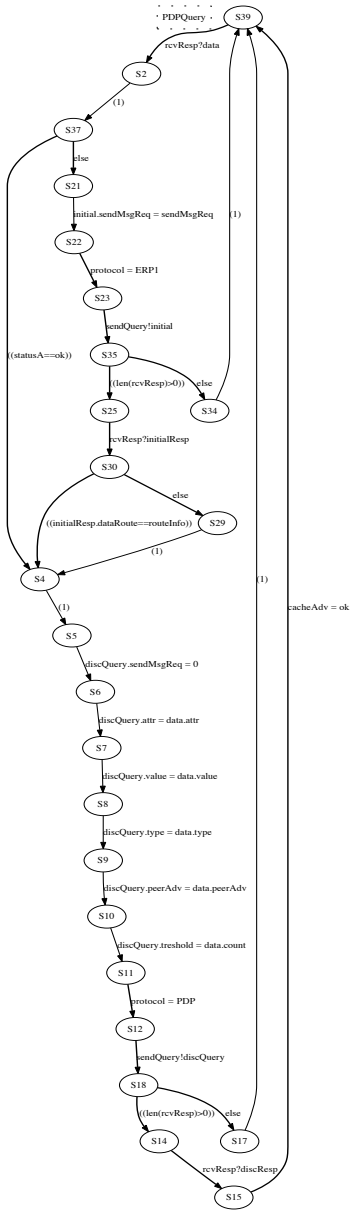 PDPQuery
S39
rcvResp?data
S2
(1)
S37
else
S21
initial.sendMsgReq = sendMsgReq
(1)
S22
protocol = ERP1
S23
sendQuery!initial
S35
((statusA==ok))
((len(rcvResp)>0))
else
S25
S34
rcvResp?initialResp
S30
else
((initialResp.dataRoute==routeInfo))
S29
(1)
S4
(1)
(1)
cacheAdv = ok
S5
discQuery.sendMsgReq = 0
S6
discQuery.attr = data.attr
S7
discQuery.value = data.value
S8
discQuery.type = data.type
S9
discQuery.peerAdv = data.peerAdv
S10
discQuery.treshold = data.count
S11
protocol = PDP
S12
sendQuery!discQuery
S18
((len(rcvResp)>0))
else
S14
S17
rcvResp?discResp
S15